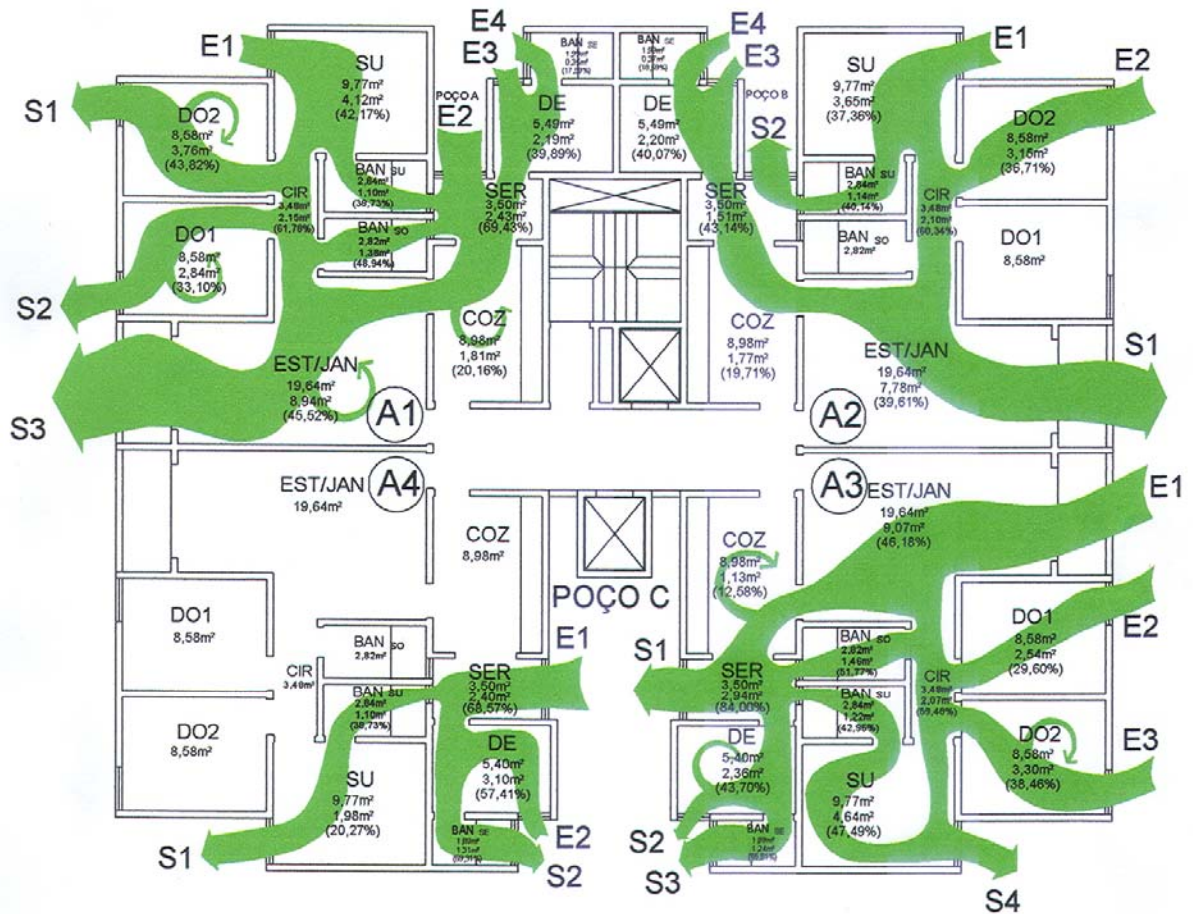 E4
E4
E1
E3
E3
E1
E2
S1
SU
9,77m²
4,12m²
(42,17%)
BAN SE
BAN SE
SU
9,77m²
3,65m²
(37,36%)
DO2
8,58m²
3,76m²
(43,82%)
POÇO A
E2
DE
5,49m²
2,19m²
(39,89%)
DE
5,49m²
2,20m²
(40,07%)
POÇO B
S2
DO2
8,58m²
3,15m²
(36,71%)
BAN SU
2,84m²
1,10m²
(38,73%)
SER
3,50m²
2,43m²
(69,43%)
SER
3,50m²
1,51m²
(43,14%)
BAN SU
2,84m²
1,14m²
(40,14%)
CIR
3,48m²
2,15m²
(61,78%)
CIR
3,48m²
2,10m²
(60,34%)
BAN SO
2,82m²
1,38m²
(48,94%)
BAN SO
2,82m²
DO1
8,58m²
2,84m²
(33,10%)
DO1
8,58m²
S2
COZ
8,98m²
1,81m²
(20,16%)
COZ
8,98m²
1,77m²
(19,71%)
EST/JAN
19,64m²
8,94m²
(45,52%)
EST/JAN
19,64m²
7,78m²
(39,61%)
S1
S3
A1
A2
A4
A3
EST/JAN
19,64m²
EST/JAN
19,64m²
9,07m²
(46,18%)
E1
COZ
8,98m²
COZ
8,98m²
1,13m²
(12,58%)
POÇO C
DO1
8,58m²
DO1
8,58m²
2,54m²
(29,60%)
E2
BAN SO
2,82m²
E1
S1
BAN SO
2,82m²
1,46m²
(51,77%)
CIR
3,48m²
SER
3,50m²
2,40m²
(68,57%)
SER
3,50m²
2,94m²
(84,00%)
CIR
3,48m²
2,07m²
(59,48%)
BAN SU
2,84m²
1,10m²
(38,73%)
BAN SU
2,84m²
1,22m²
(42,96%)
DO2
8,58m²
DE
5,40m²
3,10m²
(57,41%)
DE
5,40m²
2,36m²
(43,70%)
DO2
8,58m²
3,30m²
(38,46%)
E3
SU
9,77m²
1,98m²
(20,27%)
SU
9,77m²
4,64m²
(47,49%)
BAN SE
E2
S2
BAN SE
S1
S2
S3
S4